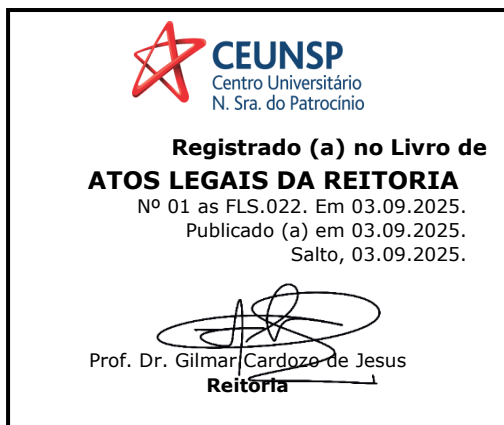 CEUNSP
Centro Universitário
N. Sra. do Patrocínio
Registrado (a) no Livro de
ATOS LEGAIS DA REITORIA
Nº 01 as FLS.022. Em 03.09.2025.
Publicado (a) em 03.09.2025.
Salto, 03.09.2025.
Prof. Dr. Gilmar Cardozo de Jesus
Reitoria